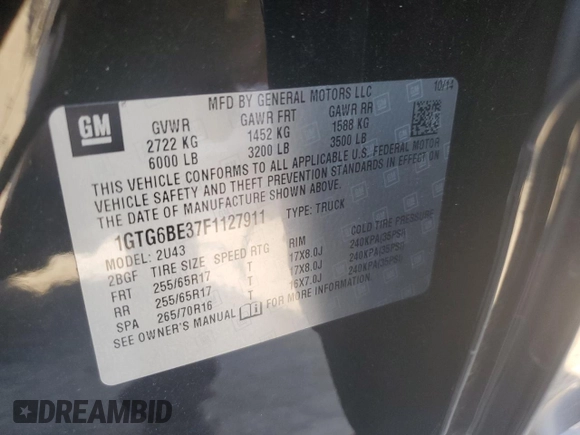 MFD BY GENERAL MOTORS LLC 10/14
GM GVWR GAWR FRT GAWR RR
2722 KG 1452 KG 1588 KG
6000 LB 3200 LB 3500 LB
THIS VEHICLE CONFORMS TO ALL APPLICABLE U.S. FEDERAL MOTOR
VEHICLE SAFETY AND THEFT PREVENTION STANDARDS IN EFFECT ON
THE DATE OF MANUFACTURE SHOWN ABOVE.
1GTG6BE37F1127911 TYPE: TRUCK
MODEL: 2U43
2BGF TIRE SIZE SPEED RTG RIM COLD TIRE PRESSURE
FRT 255/65R17 T 17X8.0J 240KPA(35PSI)
RR 255/65R17 T 17X8.0J 240KPA(35PSI)
SPA 265/70R16 T 16X7.0J 240KPA(35PSI)
SEE OWNER'S MANUAL FOR MORE INFORMATION.
DREAMBID